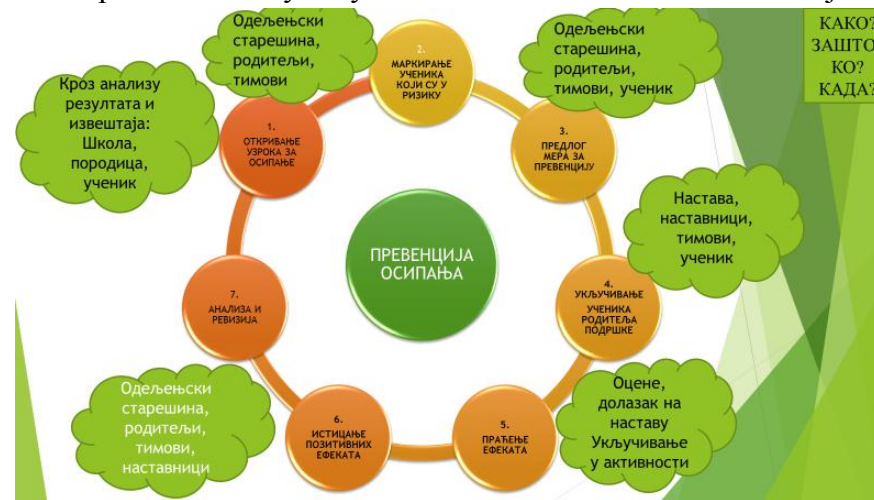 Одељењски
старешина,
родитељи,
тимови
2.
МАРКИРАЊЕ
УЧЕНИКА
КОЈИ СУ У
РИЗИКУ
Одељењски
старешина,
родитељи,
тимови, ученик
КАКО?
ЗАШТО
КО?
КАДА?
Кроз анализу
резултата и
извештаја:
Школа,
породица,
ученик
1.
ОТКРИВАЊЕ
УЗРОКА ЗА
ОСИПАЊЕ
3.
ПРЕДЛОГ
МЕРА ЗА
ПРЕВЕНЦИЈУ
Настава,
наставници,
тимови,
ученик
ПРЕВЕНЦИЈА
ОСИПАЊА
4.
УКЉУЧИВАЊЕ
УЧЕНИКА
РОДИТЕЉА
ПОДРШКЕ
7.
АНАЛИЗА И
РЕВИЗИЈА
Одељењски
старешина,
родитељи,
тимови,
наставници
6.
ИСТИЦАЊЕ
ПОЗИТИВНИХ
ЕФЕКАТА
5.
ПРАЋЕЊЕ
ЕФЕКАТА
Оцене,
долазак на
наставу
Укључивање
у активности